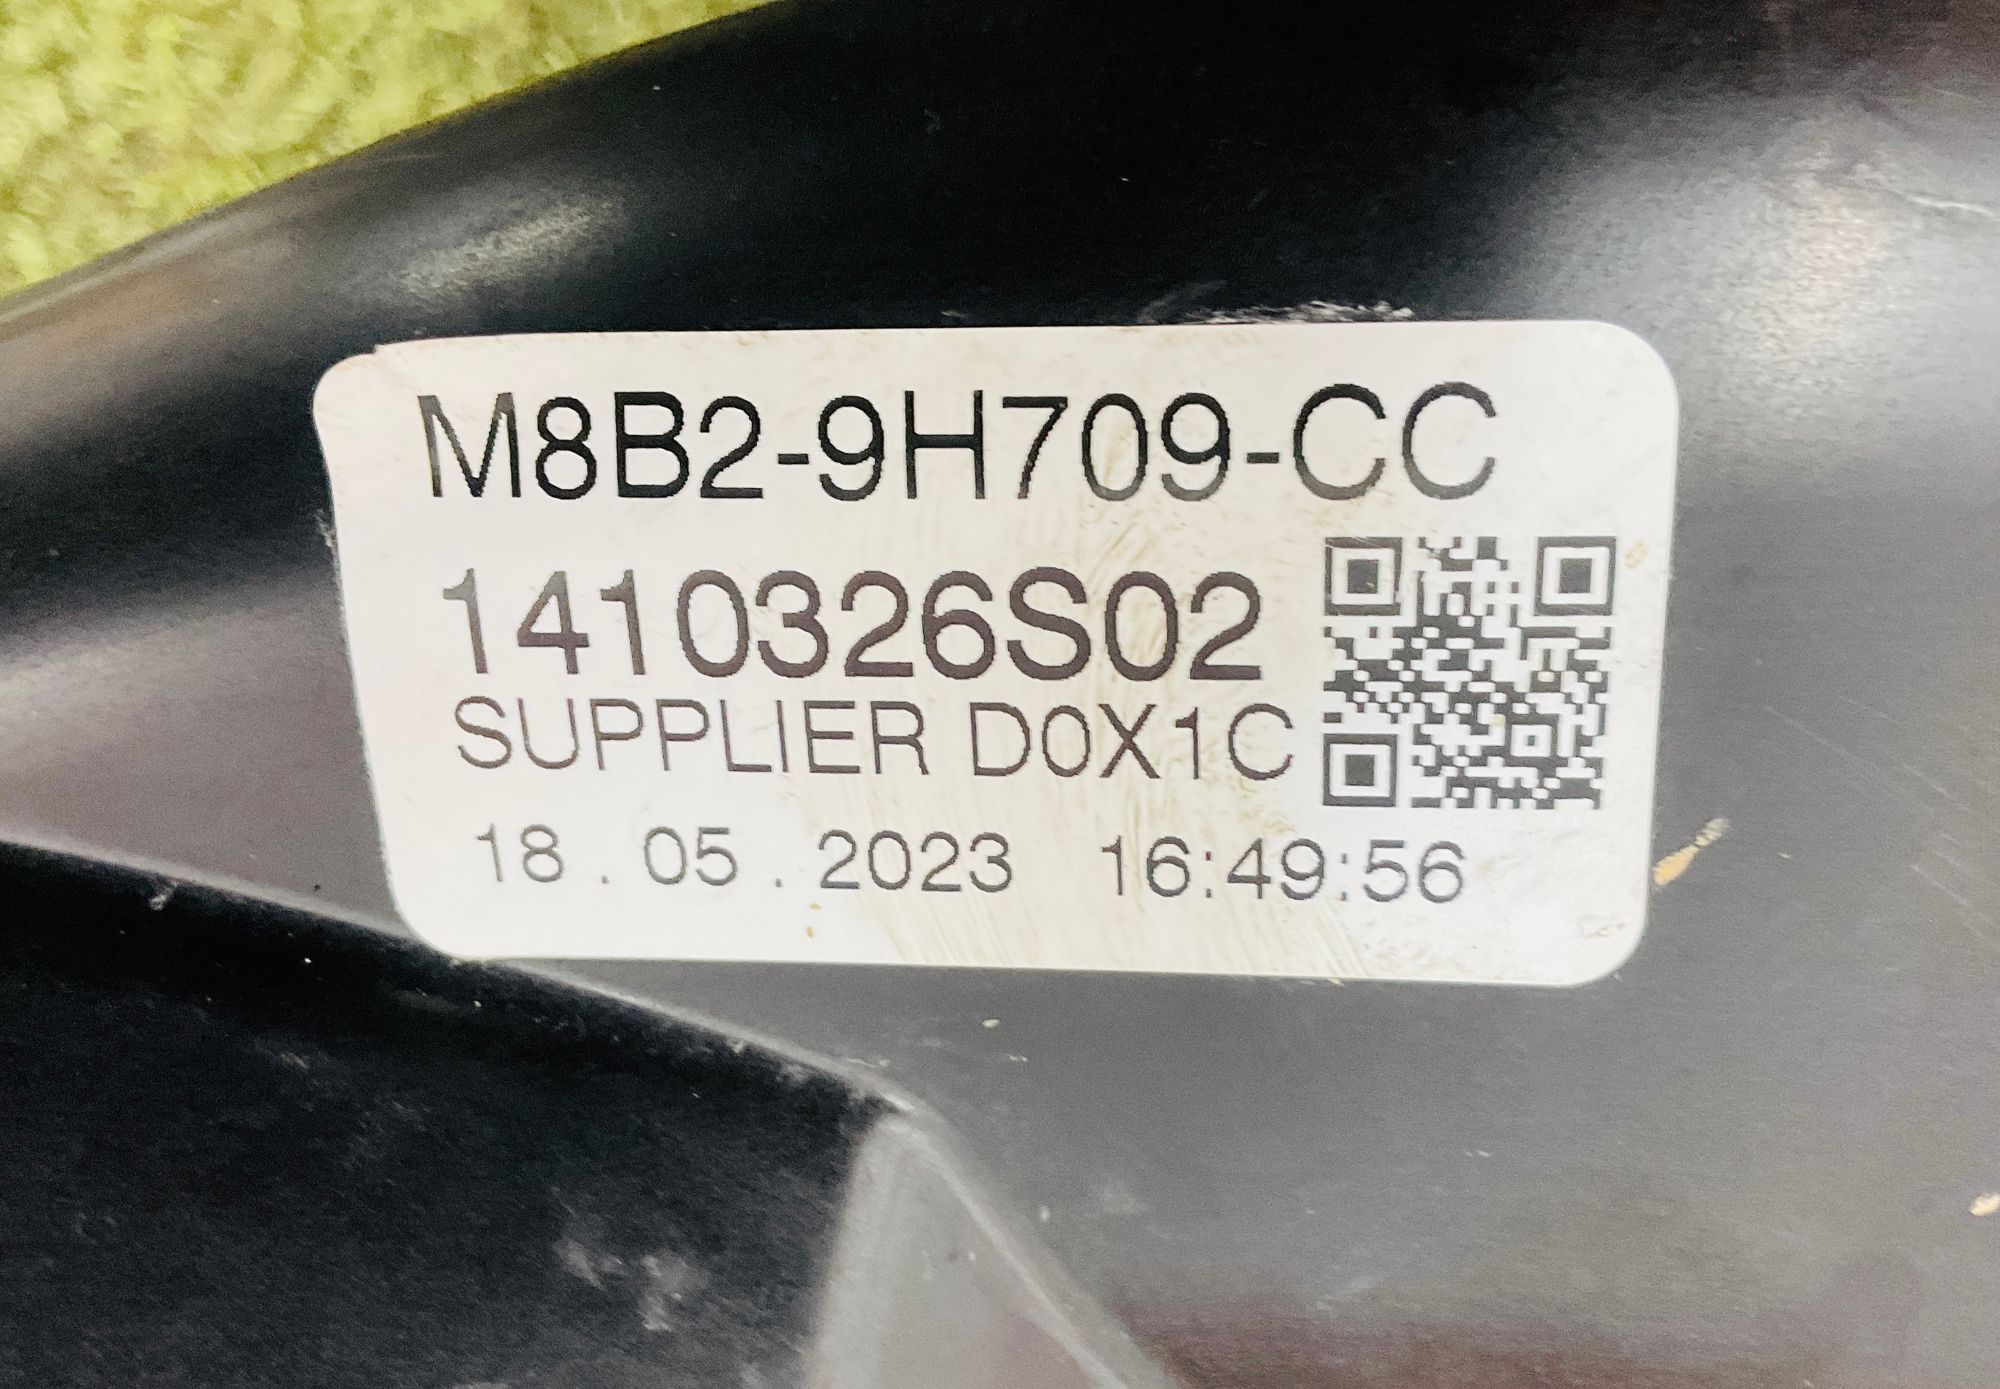 M8B2-9H709-CC
1410326S02
SUPPLIER D0X1C
18 . 05 . 2023 16:49:56